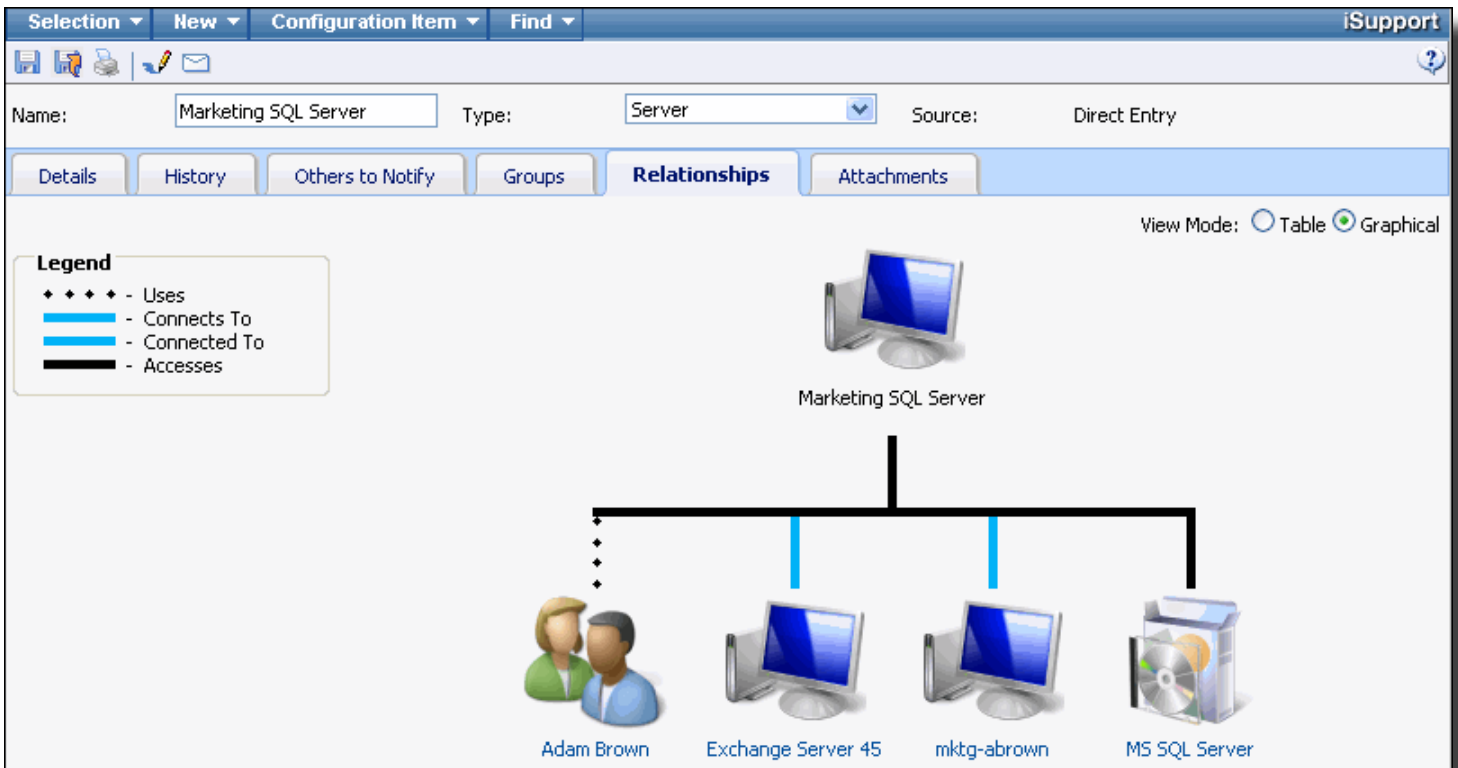 Selection New Configuration Item Find iSupport
Name: Marketing SQL Server Type: Server Source: Direct Entry
Details History Others to Notify Groups Relationships Attachments
View Mode: Table Graphical
Legend
- Uses
- Connects To
- Connected To
- Accesses
Marketing SQL Server
Adam Brown Exchange Server 45 mktg-abrown MS SQL Server